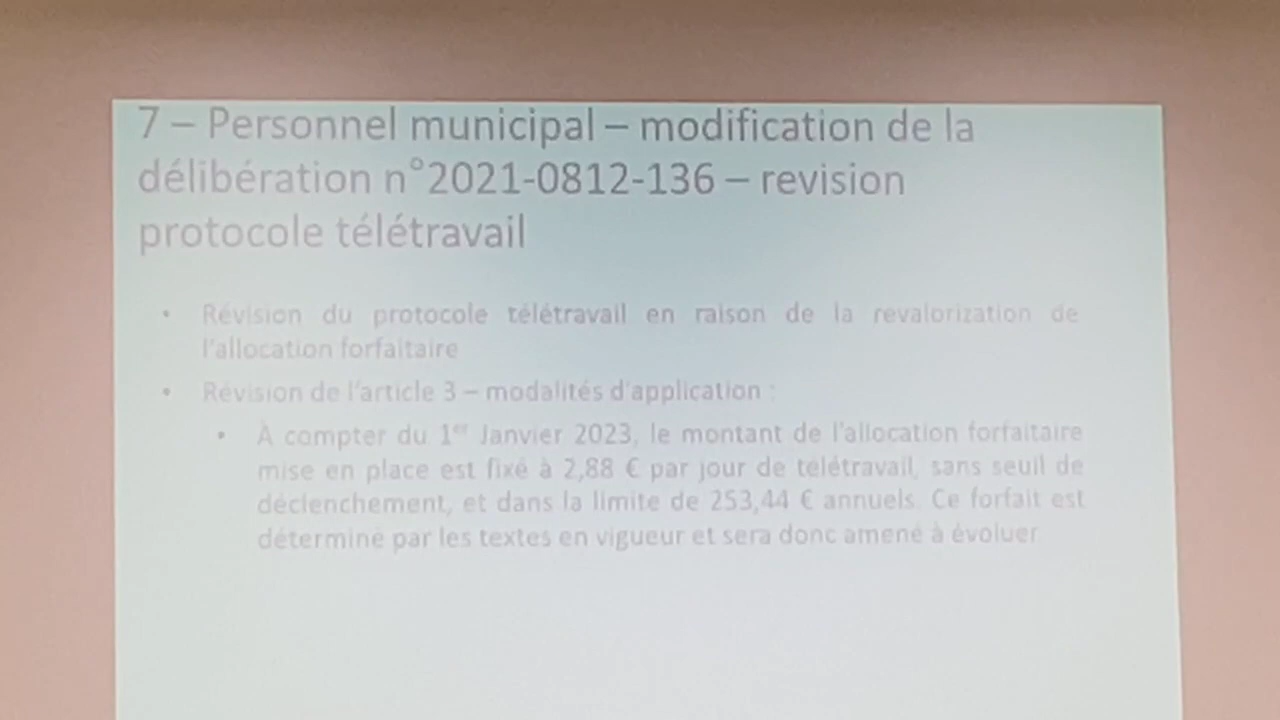 7 – Personnel municipal – modification de la
délibération n°2021-0812-136 – revision
protocole télétravail
• Révision du protocole télétravail en raison de la revalorization de
l'allocation forfaitaire
• Révision de l'article 3 – modalités d'application :
• À compter du 1er Janvier 2023, le montant de l'allocation forfaitaire
mise en place est fixé à 2,88 € par jour de télétravail, sans seuil de
déclenchement, et dans la limite de 253,44 € annuels. Ce forfait est
déterminé par les textes en vigueur et sera donc amené à évoluer